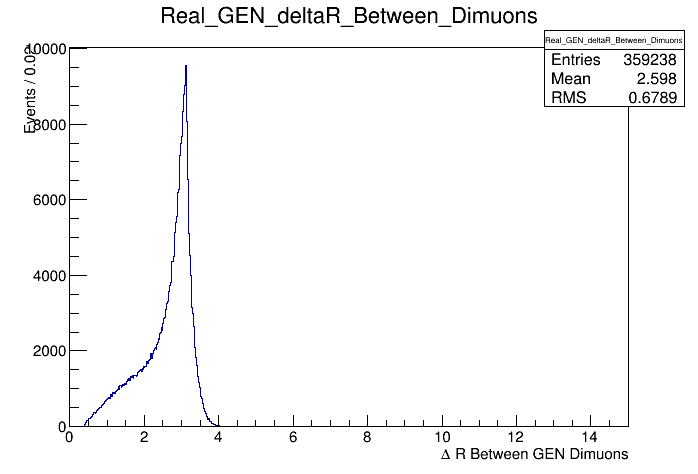 Real_GEN_deltaR_Between_Dimuons
Real_GEN_deltaR_Between_Dimuons
Entries 359238
Mean 2.598
RMS 0.6789
Events / 0.02
10000
8000
6000
4000
2000
0
0 2 4 6 8 10 12 14
Δ R Between GEN Dimuons